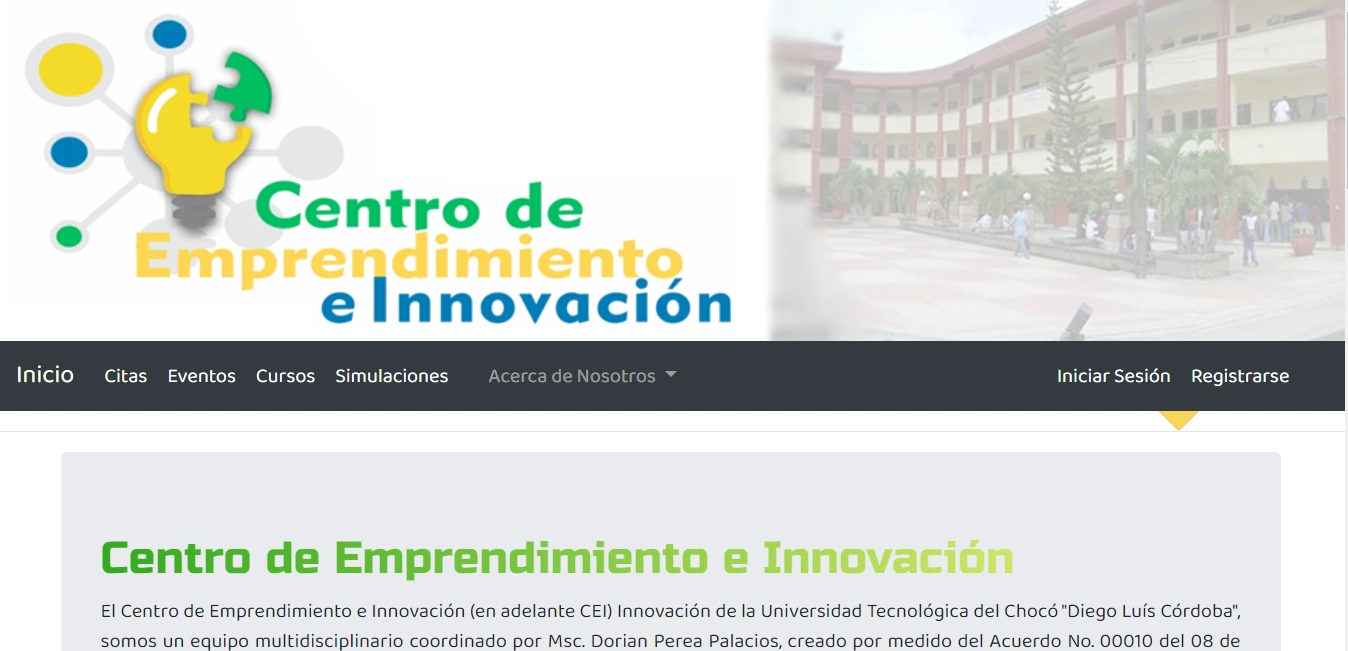 Centro de
Emprendimiento
e Innovación
Inicio Citas Eventos Cursos Simulaciones Acerca de Nosotros Iniciar Sesión Registrarse
Centro de Emprendimiento e Innovación
El Centro de Emprendimiento e Innovación (en adelante CEI) Innovación de la Universidad Tecnológica del Chocó "Diego Luís Córdoba",
somos un equipo multidisciplinario coordinado por Msc. Dorian Perea Palacios, creado por medido del Acuerdo No. 00010 del 08 de